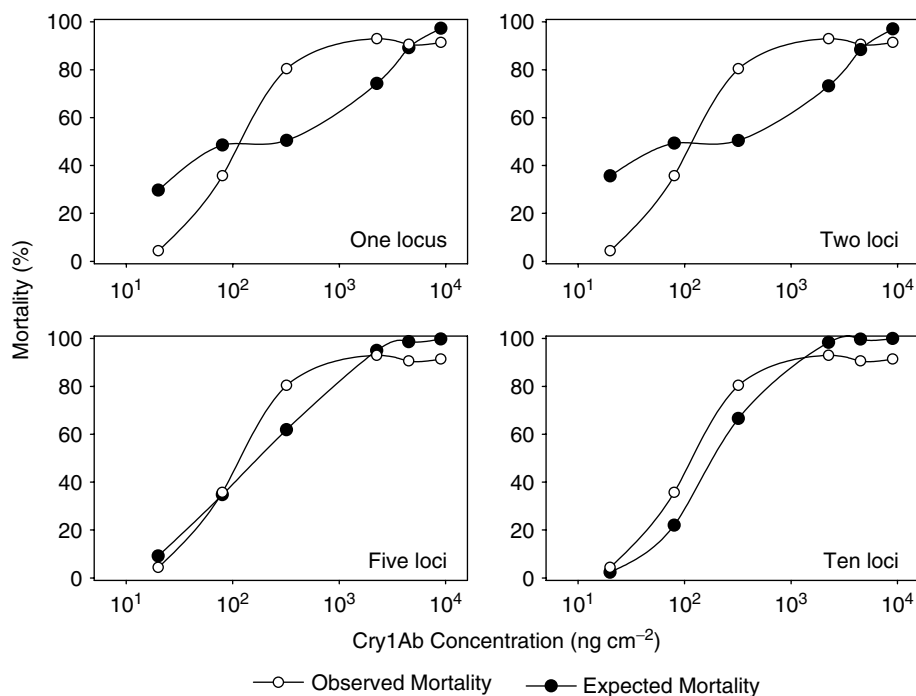 Mortality (%)
100
80
60
40
20
0
One locus
10¹ 10² 10³ 10⁴
100
80
60
40
20
0
Two loci
10¹ 10² 10³ 10⁴
100
80
60
40
20
0
Five loci
10¹ 10² 10³ 10⁴
100
80
60
40
20
0
Ten loci
10¹ 10² 10³ 10⁴
Cry1Ab Concentration (ng cm⁻²)
Observed Mortality Expected Mortality